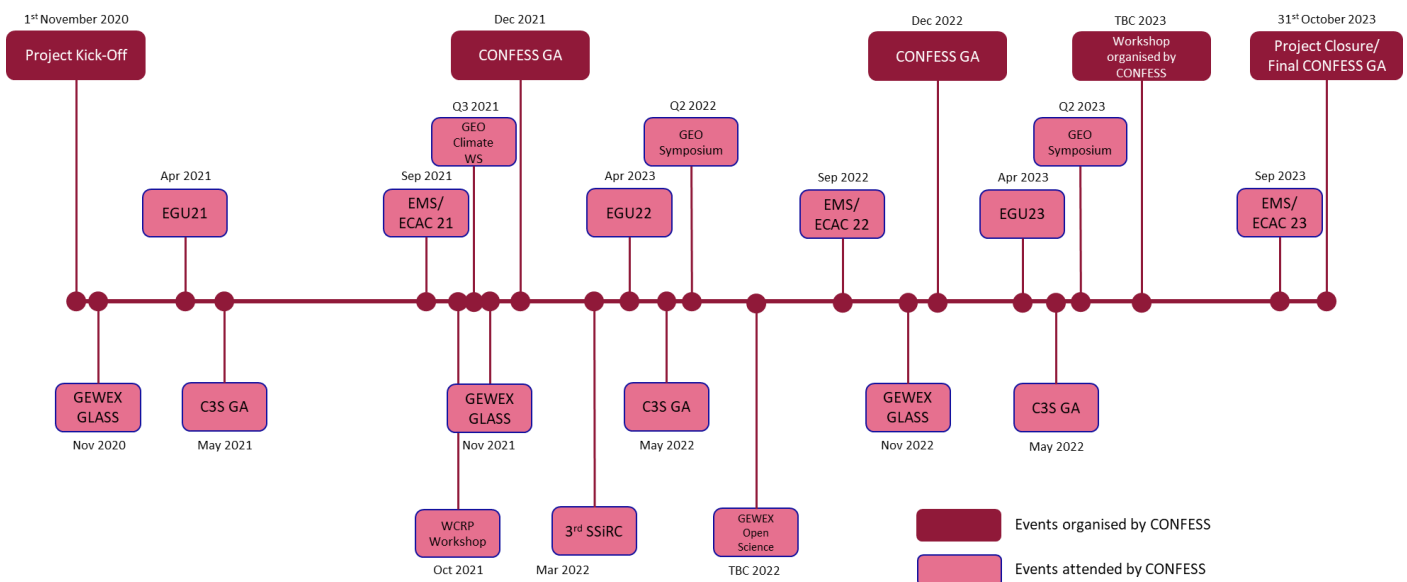 1st November 2020
Dec 2021
Dec 2022
TBC 2023
31st October 2023
Project Kick-Off
CONFESS GA
CONFESS GA
Workshop
organised by
CONFESS
Project Closure/
Final CONFESS GA
Q3 2021
GEO
Climate
WS
Q2 2022
GEO
Symposium
Q2 2023
GEO
Symposium
Apr 2021
EGU21
Sep 2021
EMS/
ECAC 21
Apr 2023
EGU22
Sep 2022
EMS/
ECAC 22
Apr 2023
EGU23
Sep 2023
EMS/
ECAC 23
GEWEX
GLASS
Nov 2020
C3S GA
May 2021
GEWEX
GLASS
Nov 2021
C3S GA
May 2022
GEWEX
GLASS
Nov 2022
C3S GA
May 2022
WCRP
Workshop
Oct 2021
3rd SSiRC
Mar 2022
GEWEX
Open
Science
TBC 2022
Events organised by CONFESS
Events attended by CONFESS